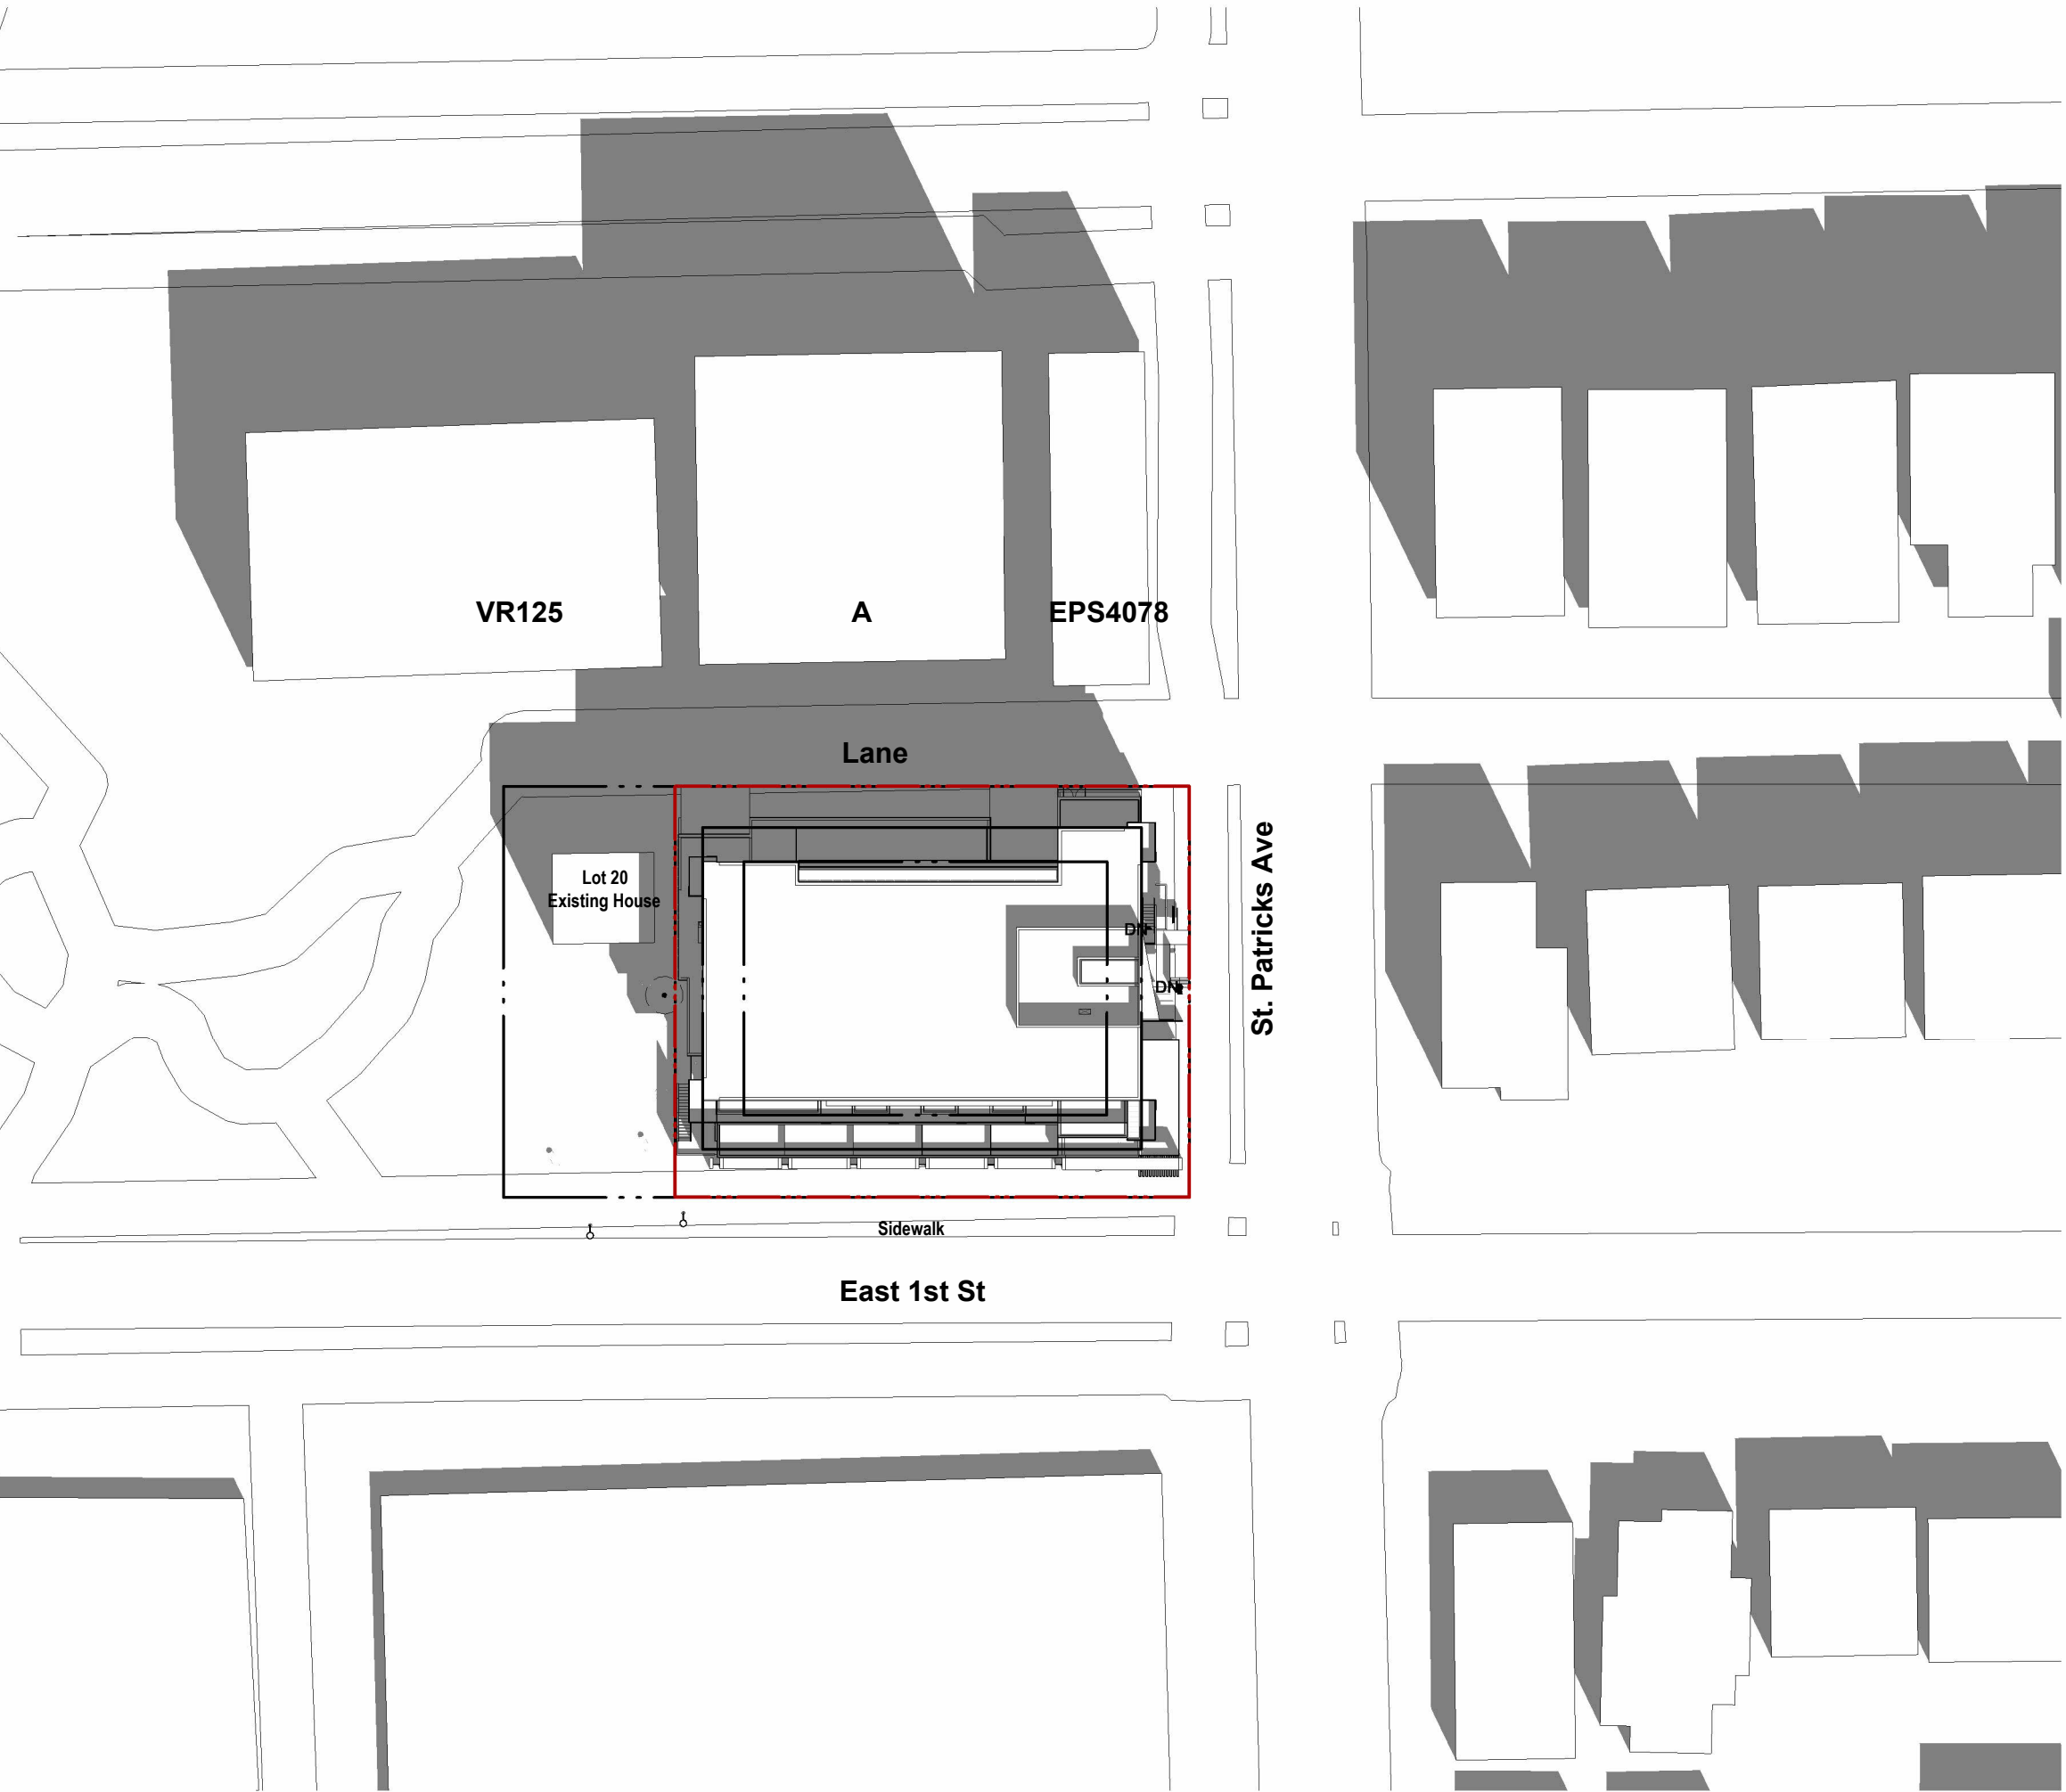 VR125
A
EPS4078
Lane
Lot 20
Existing House
St. Patricks Ave
DN
DN
Sidewalk
East 1st St